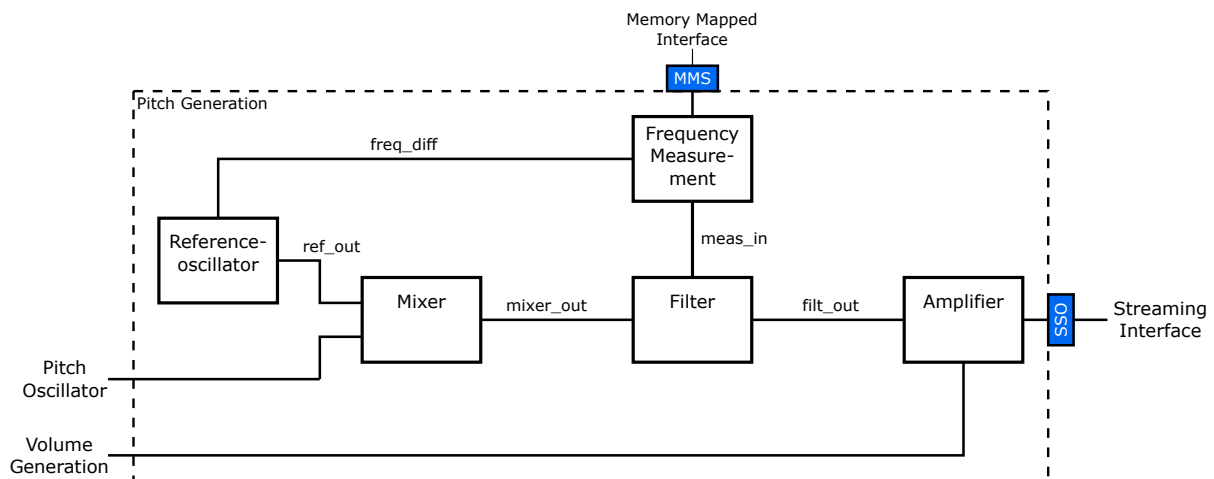 Memory Mapped
Interface
MMS
Pitch Generation
Frequency
Measure-
ment
freq_diff
Reference-
oscillator
ref_out
meas_in
Mixer
mixer_out
Filter
filt_out
Amplifier
SSO
Streaming
Interface
Pitch
Oscillator
Volume
Generation